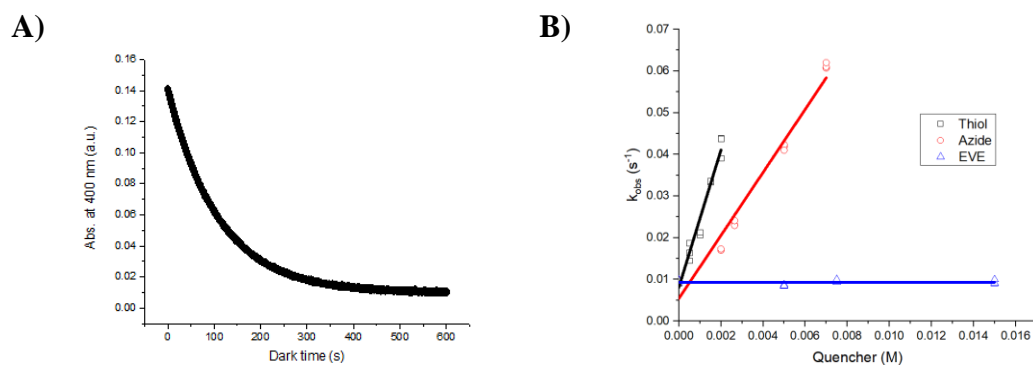 A)
0.16
0.14
0.12
0.10
0.08
0.06
0.04
0.02
0.00
Abs. at 400 nm (a.u.)
0 100 200 300 400 500 600
Dark time (s)
B)
0.07
0.06
0.05
0.04
0.03
0.02
0.01
0.00
k_obs (s⁻¹)
Thiol
Azide
EVE
0.000 0.002 0.004 0.006 0.008 0.010 0.012 0.014 0.016
Quencher (M)